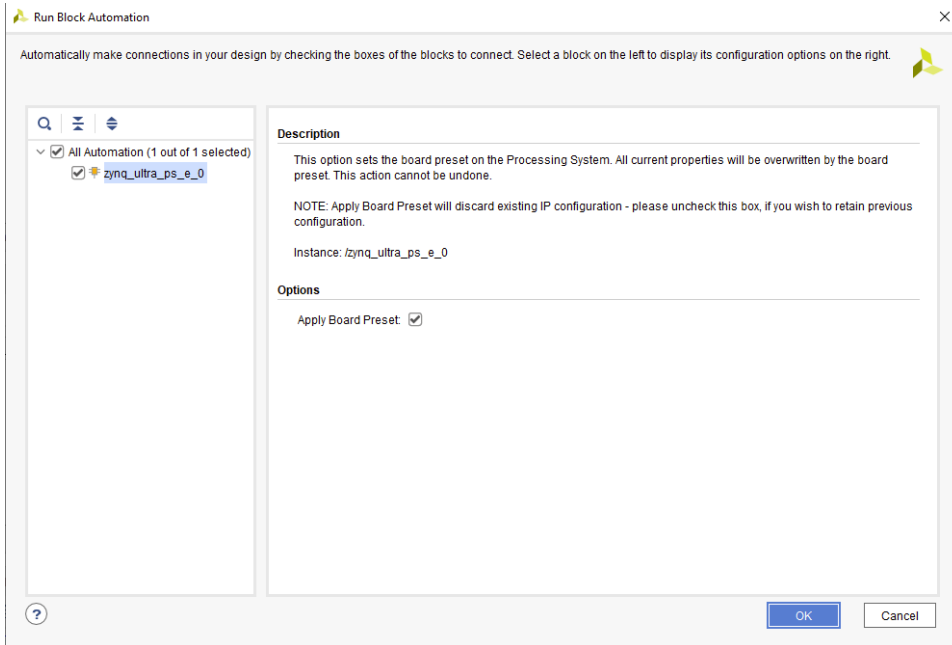 Run Block Automation
Automatically make connections in your design by checking the boxes of the blocks to connect. Select a block on the left to display its configuration options on the right.
All Automation (1 out of 1 selected)
zynq_ultra_ps_e_0
Description
This option sets the board preset on the Processing System. All current properties will be overwritten by the board
preset. This action cannot be undone.
NOTE: Apply Board Preset will discard existing IP configuration - please uncheck this box, if you wish to retain previous
configuration.
Instance: /zynq_ultra_ps_e_0
Options
Apply Board Preset:
?
OK
Cancel